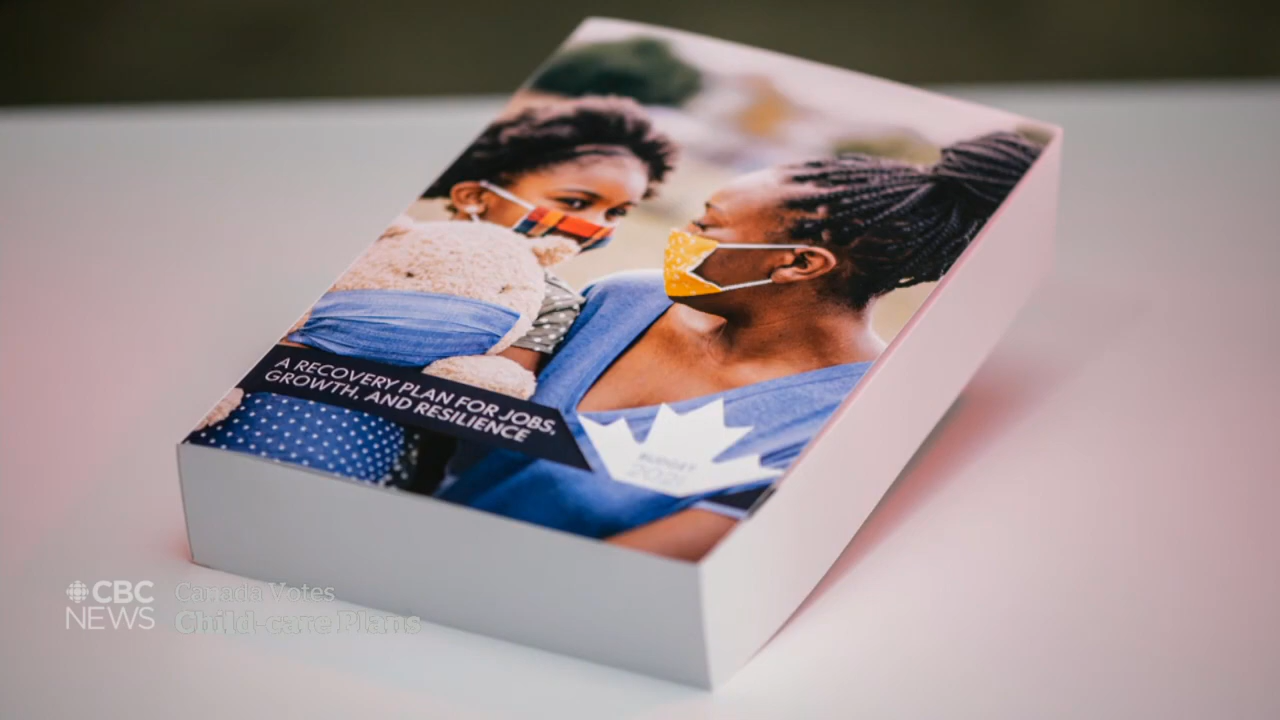 A RECOVERY PLAN FOR JOBS,
GROWTH, AND RESILIENCE
BUDGET
2021
CBC
NEWS
Canada Votes
Child-care Plans